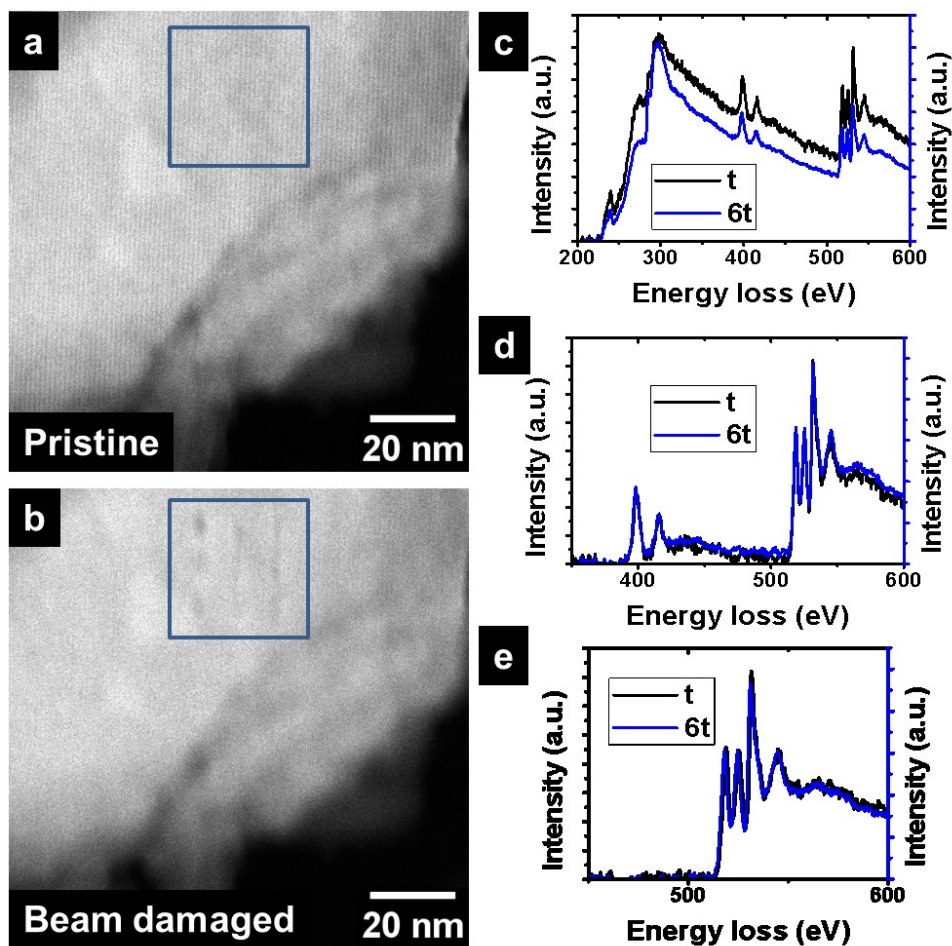 a
Pristine
20 nm
b
Beam damaged
20 nm
c
Intensity (a.u.)
t
6t
Intensity (a.u.)
200 300 400 500 600
Energy loss (eV)
d
Intensity (a.u.)
t
6t
Intensity (a.u.)
400 500 600
Energy loss (eV)
e
Intensity (a.u.)
t
6t
Intensity (a.u.)
500 600
Energy loss (eV)